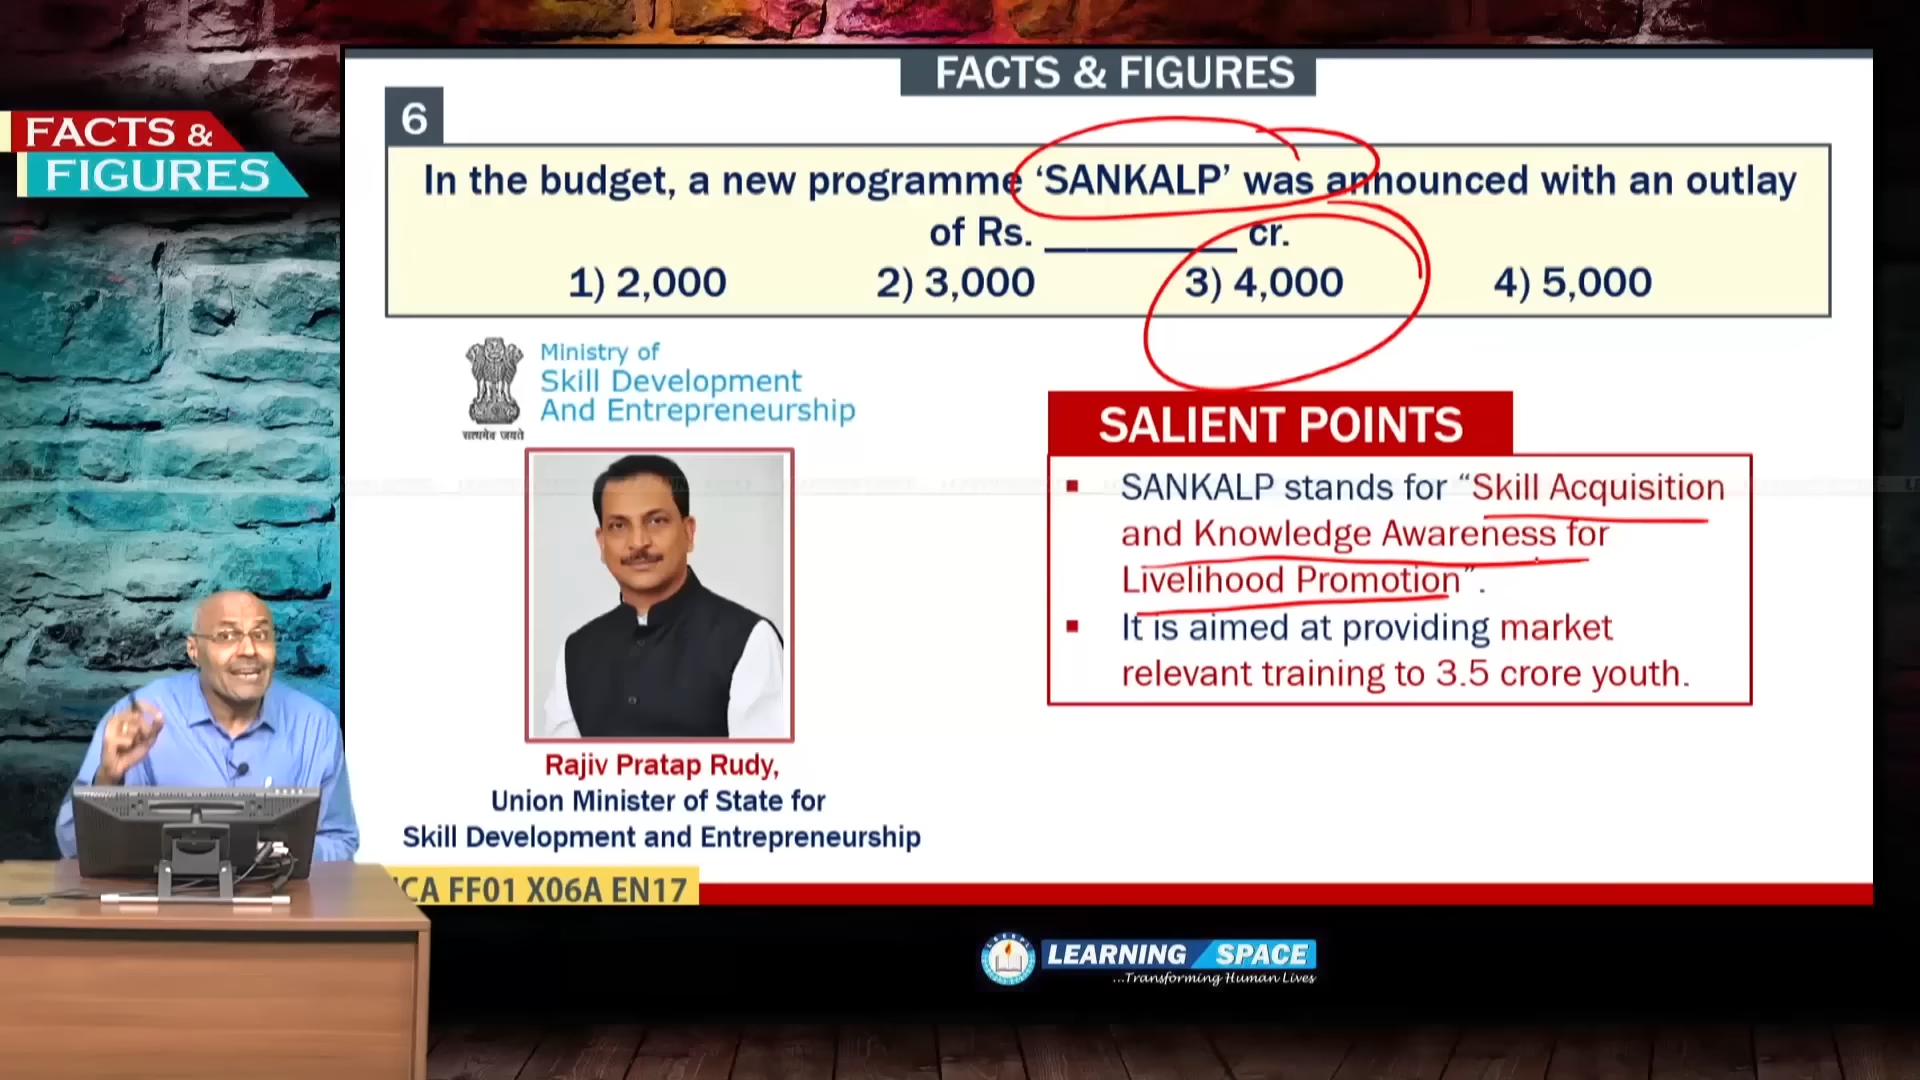 FACTS &
FIGURES
FACTS & FIGURES
6
In the budget, a new programme ‘SANKALP’ was announced with an outlay
of Rs. _________ cr.
1) 2,000 2) 3,000 3) 4,000 4) 5,000
Ministry of
Skill Development
And Entrepreneurship
सत्यमेव जयते
Rajiv Pratap Rudy,
Union Minister of State for
Skill Development and Entrepreneurship
SALIENT POINTS
▪ SANKALP stands for “Skill Acquisition
and Knowledge Awareness for
Livelihood Promotion”.
▪ It is aimed at providing market
relevant training to 3.5 crore youth.
CA FF01 X06A EN17
LEARNING SPACE
...Transforming Human Lives